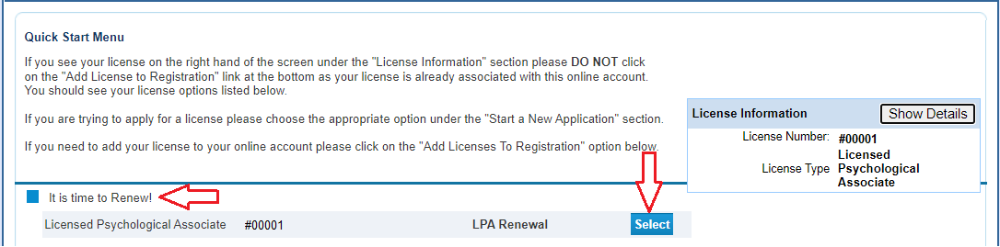 Quick Start Menu
If you see your license on the right hand of the screen under the "License Information" section please DO NOT click
on the "Add License to Registration" link at the bottom as your license is already associated with this online account.
You should see your license options listed below.
If you are trying to apply for a license please choose the appropriate option under the "Start a New Application" section.
If you need to add your license to your online account please click on the "Add Licenses To Registration" option below.
License Information Show Details
License Number: #00001
License Type Licensed
Psychological
Associate
It is time to Renew!
Licensed Psychological Associate #00001 LPA Renewal Select